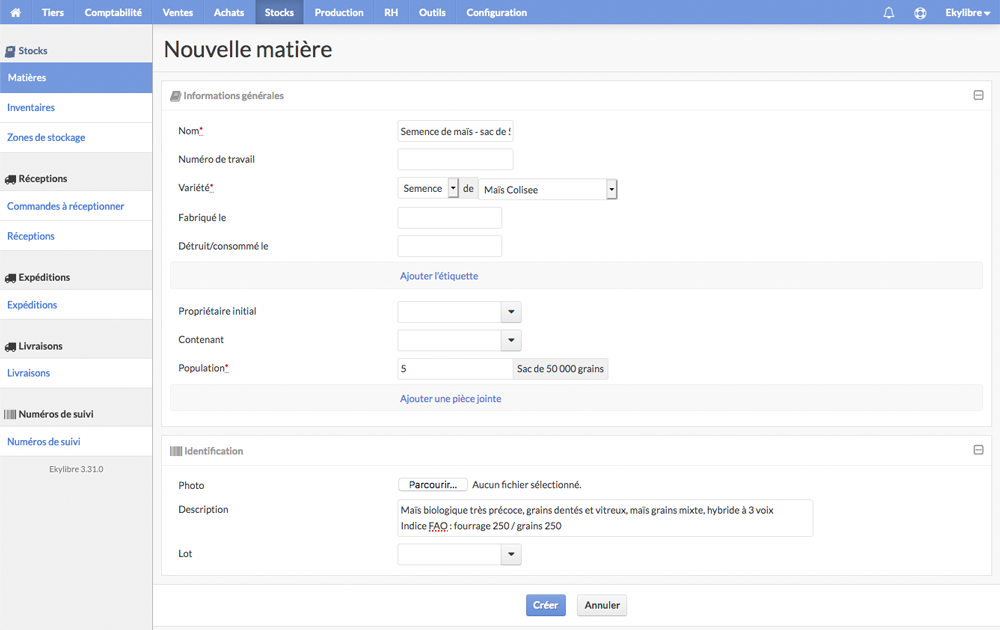 Tiers Comptabilité Ventes Achats Stocks Production RH Outils Configuration Ekylibre
Stocks
Matières
Inventaires
Zones de stockage
Réceptions
Commandes à réceptionner
Réceptions
Expéditions
Expéditions
Livraisons
Livraisons
Numéros de suivi
Numéros de suivi
Ekylibre 3.31.0
Nouvelle matière
Informations générales
Nom* Semence de maïs - sac de
Numéro de travail
Variété* Semence de Maïs Colisee
Fabriqué le
Détruit/consommé le
Ajouter l'étiquette
Propriétaire initial
Contenant
Population* 5 Sac de 50 000 grains
Ajouter une pièce jointe
Identification
Photo Parcourir... Aucun fichier sélectionné.
Description Maïs biologique très précoce, grains dentés et vitreux, maïs grains mixte, hybride à 3 voix
Indice FAO : fourrage 250 / grains 250
Lot
Créer Annuler